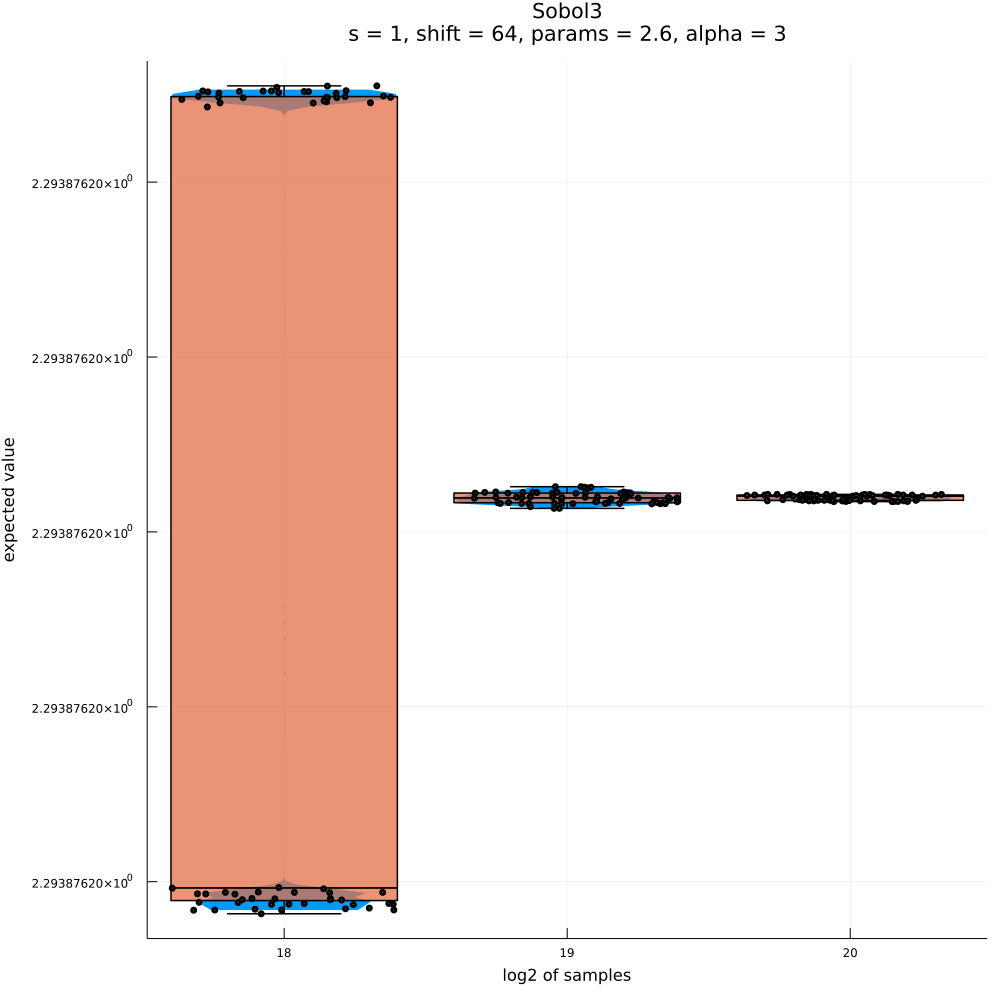 Sobol3
s = 1, shift = 64, params = 2.6, alpha = 3
2.29387620×10⁰
2.29387620×10⁰
2.29387620×10⁰
2.29387620×10⁰
2.29387620×10⁰
expected value
18 19 20
log2 of samples